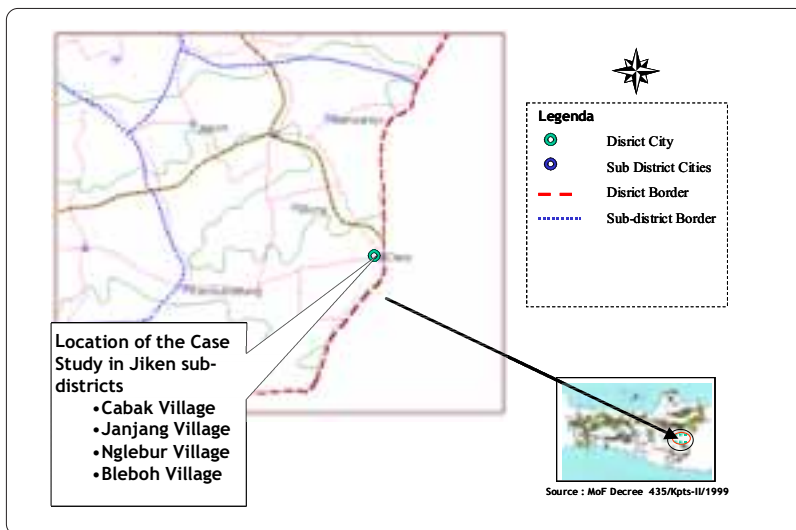 Legenda
Disrict City
Sub District Cities
District Border
Sub-district Border
Location of the Case
Study in Jiken sub-
districts
•Cabak Village
•Janjang Village
•Nglebur Village
•Bleboh Village
Source : MoF Decree 435/Kpts-II/1999